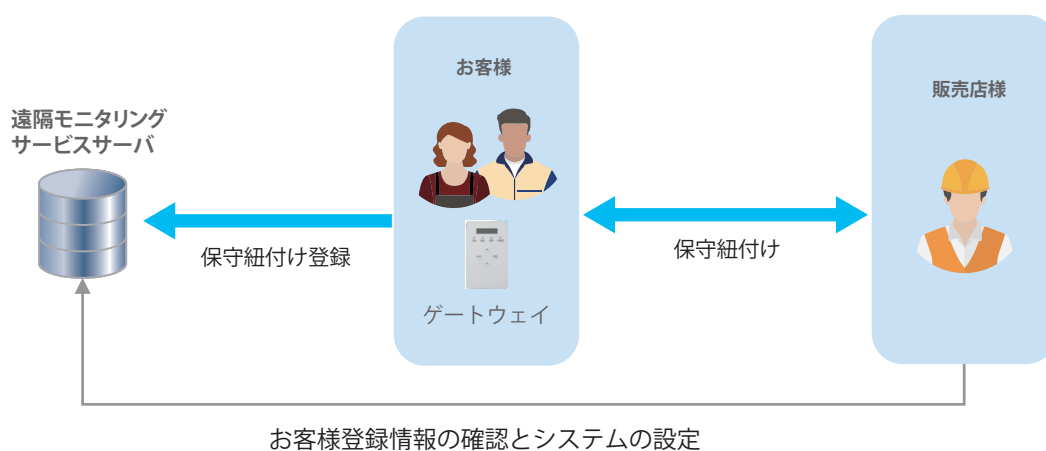 お客様
販売店様
遠隔モニタリング
サービスサーバ
保守紐付け登録
保守紐付け
ゲートウェイ
お客様登録情報の確認とシステムの設定